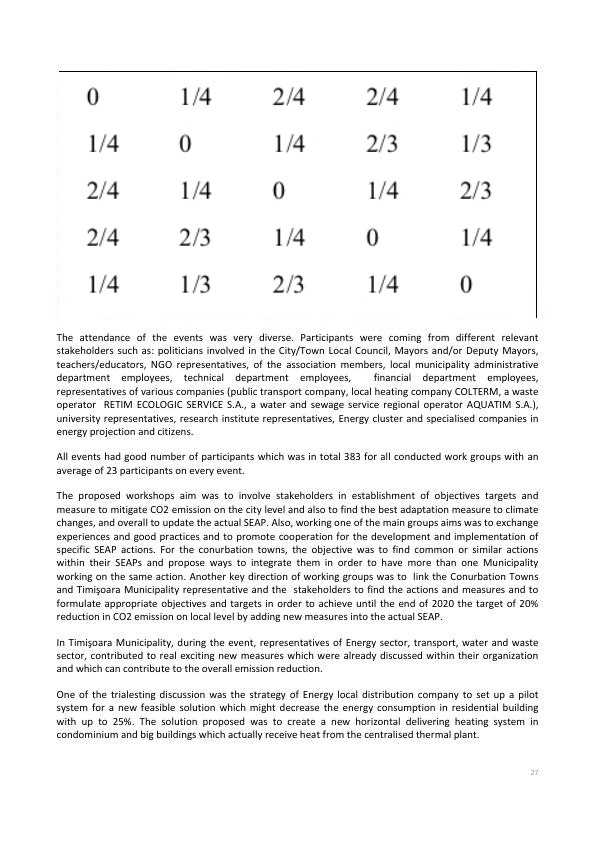 0 1/4 2/4 2/4 1/4
1/4 0 1/4 2/3 1/3
2/4 1/4 0 1/4 2/3
2/4 2/3 1/4 0 1/4
1/4 1/3 2/3 1/4 0
The attendance of the events was very diverse. Participants were coming from different relevant
stakeholders such as: politicians involved in the City/Town Local Council, Mayors and/or Deputy Mayors,
teachers/educators, NGO representatives, of the association members, local municipality administrative
department employees, technical department employees, financial department employees,
representatives of various companies (public transport company, local heating company COLTERM, a waste
operator RETIM ECOLOGIC SERVICE S.A., a water and sewage service regional operator AQUATIM S.A.),
university representatives, research institute representatives, Energy cluster and specialised companies in
energy projection and citizens.
All events had good number of participants which was in total 383 for all conducted work groups with an
average of 23 participants on every event.
The proposed workshops aim was to involve stakeholders in establishment of objectives targets and
measure to mitigate CO2 emission on the city level and also to find the best adaptation measure to climate
changes, and overall to update the actual SEAP. Also, working one of the main groups aims was to exchange
experiences and good practices and to promote cooperation for the development and implementation of
specific SEAP actions. For the conurbation towns, the objective was to find common or similar actions
within their SEAPs and propose ways to integrate them in order to have more than one Municipality
working on the same action. Another key direction of working groups was to link the Conurbation Towns
and Timişoara Municipality representative and the stakeholders to find the actions and measures and to
formulate appropriate objectives and targets in order to achieve until the end of 2020 the target of 20%
reduction in CO2 emission on local level by adding new measures into the actual SEAP.
In Timişoara Municipality, during the event, representatives of Energy sector, transport, water and waste
sector, contributed to real exciting new measures which were already discussed within their organization
and which can contribute to the overall emission reduction.
One of the trialesting discussion was the strategy of Energy local distribution company to set up a pilot
system for a new feasible solution which might decrease the energy consumption in residential building
with up to 25%. The solution proposed was to create a new horizontal delivering heating system in
condominium and big buildings which actually receive heat from the centralised thermal plant.
27